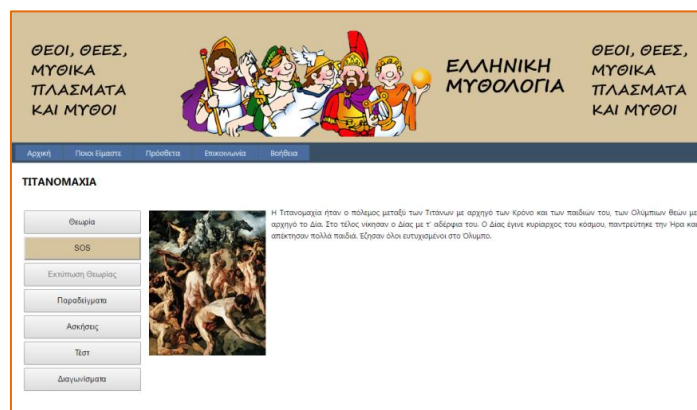 ΘΕΟΙ, ΘΕΕΣ,
ΜΥΘΙΚΑ
ΠΛΑΣΜΑΤΑ
ΚΑΙ ΜΥΘΟΙ
ΕΛΛΗΝΙΚΗ
ΜΥΘΟΛΟΓΙΑ
ΘΕΟΙ, ΘΕΕΣ,
ΜΥΘΙΚΑ
ΠΛΑΣΜΑΤΑ
ΚΑΙ ΜΥΘΟΙ
Αρχική Ποιοι Είμαστε Πρόσθετα Επικοινωνία Βοήθεια
ΤΙΤΑΝΟΜΑΧΙΑ
Θεωρία
SOS
Εκτύπωση Θεωρίας
Παραδείγματα
Ασκήσεις
Τέστ
Διαγωνίσματα
Η Τιτανομαχία ήταν ο πόλεμος μεταξύ των Τιτάνων με αρχηγό των Κρόνο και των παιδιών του, των Ολύμπιων θεών με
αρχηγό το Δία. Στο τέλος νίκησαν ο Δίας με τ' αδέρφια του. Ο Δίας έγινε κυρίαρχος του κόσμου, παντρεύτηκε την Ήρα και
απέκτησαν πολλά παιδιά. Έζησαν όλοι ευτυχισμένοι στο Όλυμπο.